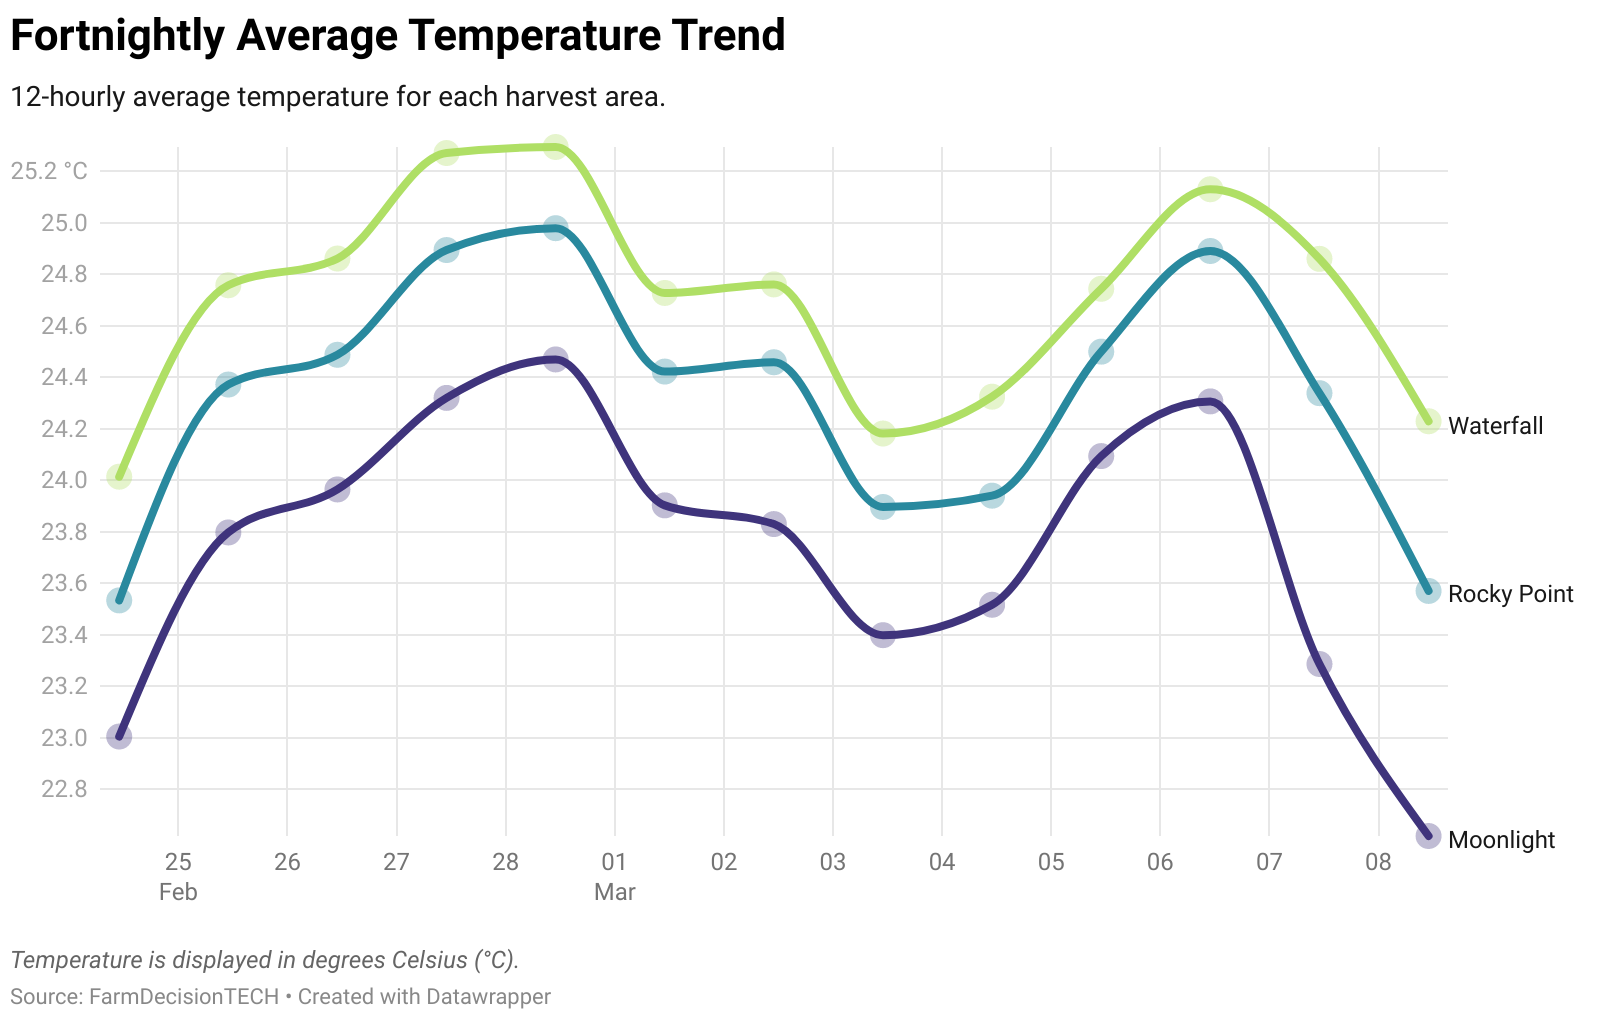 Fortnightly Average Temperature Trend
12-hourly average temperature for each harvest area.
25.2 °C
25.0
24.8
24.6
24.4
24.2
24.0
23.8
23.6
23.4
23.2
23.0
22.8
Waterfall
Rocky Point
Moonlight
25 26 27 28 01 02 03 04 05 06 07 08
Feb Mar
Temperature is displayed in degrees Celsius (°C).
Source: FarmDecisionTECH • Created with Datawrapper